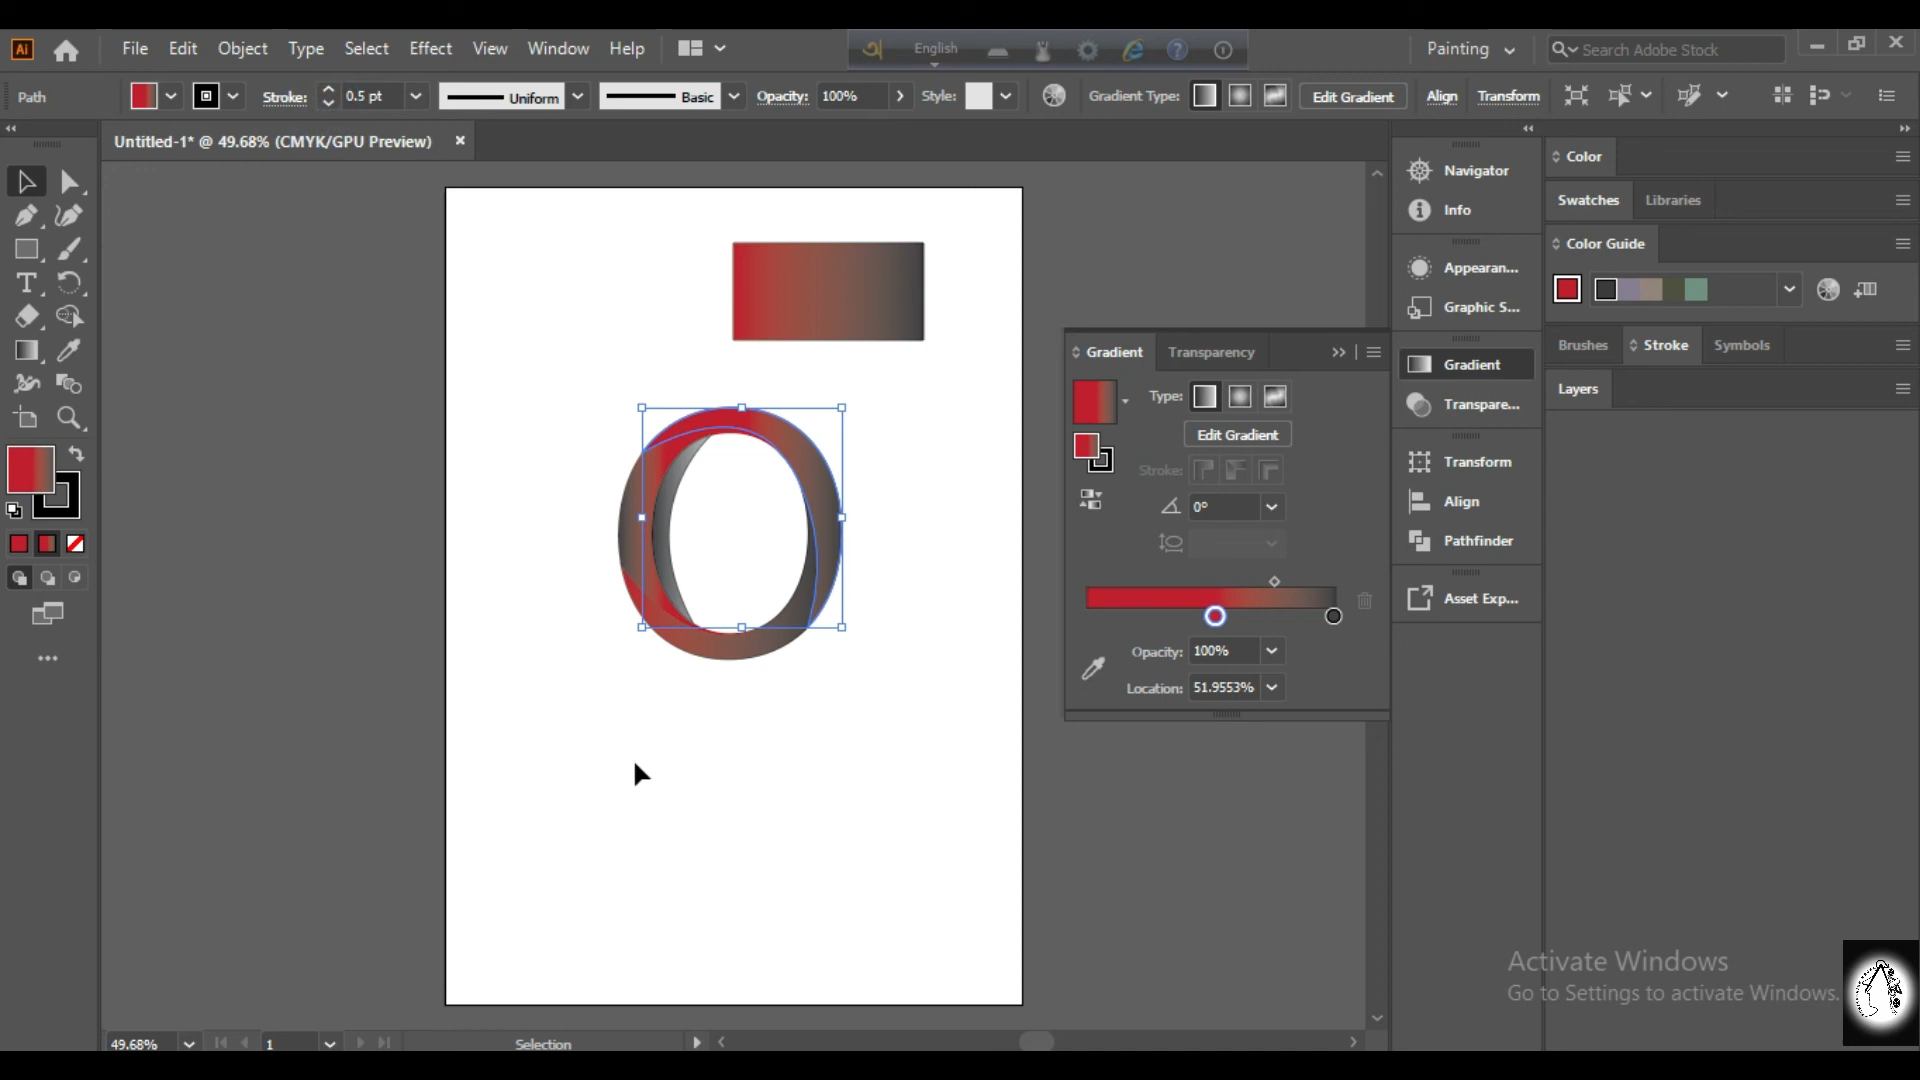 Ai File Edit Object Type Select Effect View Window Help English Painting Search Adobe Stock
Path Stroke: 0.5 pt Uniform Basic Opacity: 100% Style: Gradient Type: Edit Gradient Align Transform
Untitled-1* @ 49.68% (CMYK/GPU Preview)
Navigator
Info
Appearan...
Graphic S...
Gradient
Transpare...
Transform
Align
Pathfinder
Asset Exp...
Color
Swatches Libraries
Color Guide
Brushes Stroke Symbols
Layers
Gradient Transparency
Type:
Edit Gradient
Stroke:
0°
Opacity: 100%
Location: 51.9553%
Activate Windows
Go to Settings to activate Windows.
49.68% 1 Selection